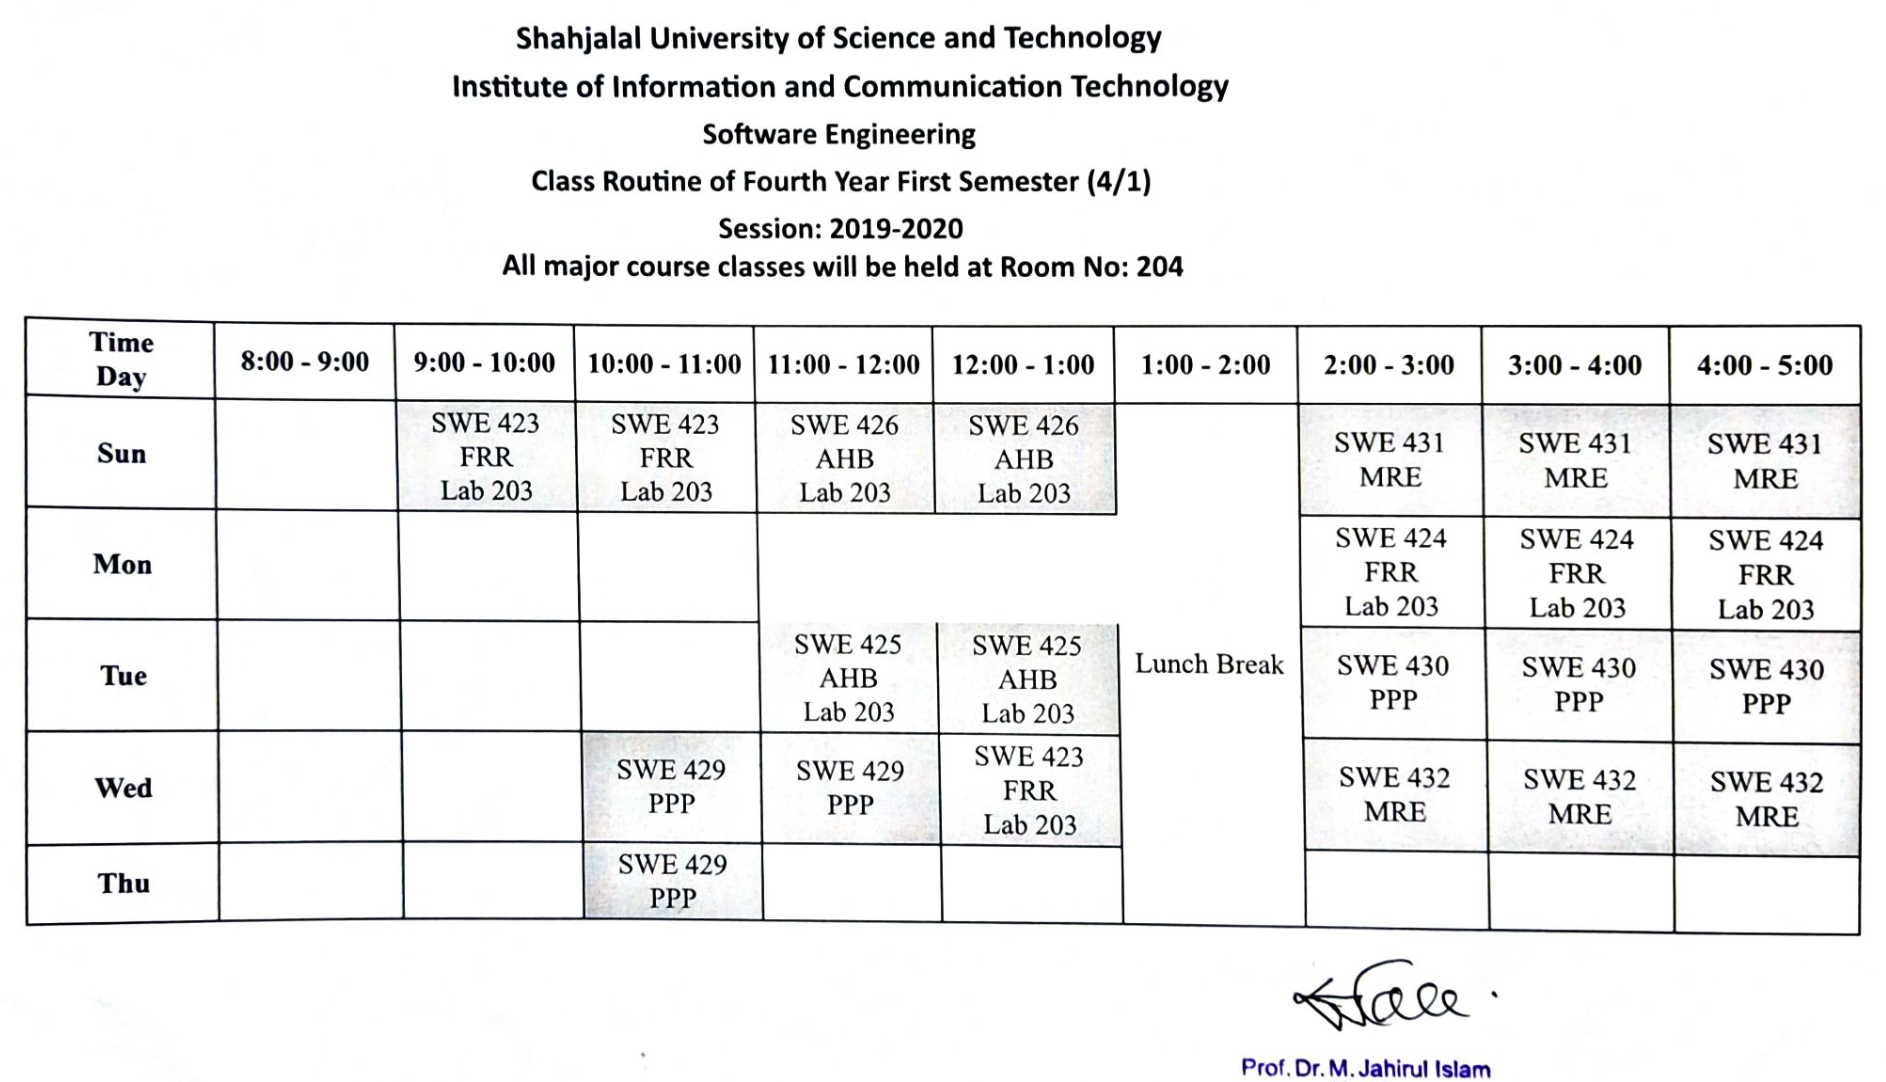 Shahjalal University of Science and Technology
Institute of Information and Communication Technology
Software Engineering
Class Routine of Fourth Year First Semester (4/1)
Session: 2019-2020
All major course classes will be held at Room No: 204
Time
Day
8:00 - 9:00
9:00 - 10:00
10:00 - 11:00
11:00 - 12:00
12:00 - 1:00
1:00 - 2:00
2:00 - 3:00
3:00 - 4:00
4:00 - 5:00
Sun
SWE 423
FRR
Lab 203
SWE 423
FRR
Lab 203
SWE 426
AHB
Lab 203
SWE 426
AHB
Lab 203
SWE 431
MRE
SWE 431
MRE
SWE 431
MRE
Mon
SWE 424
FRR
Lab 203
SWE 424
FRR
Lab 203
SWE 424
FRR
Lab 203
Tue
SWE 425
AHB
Lab 203
SWE 425
AHB
Lab 203
Lunch Break
SWE 430
PPP
SWE 430
PPP
SWE 430
PPP
Wed
SWE 429
PPP
SWE 429
PPP
SWE 423
FRR
Lab 203
SWE 432
MRE
SWE 432
MRE
SWE 432
MRE
Thu
SWE 429
PPP
Prof. Dr. M. Jahirul Islam